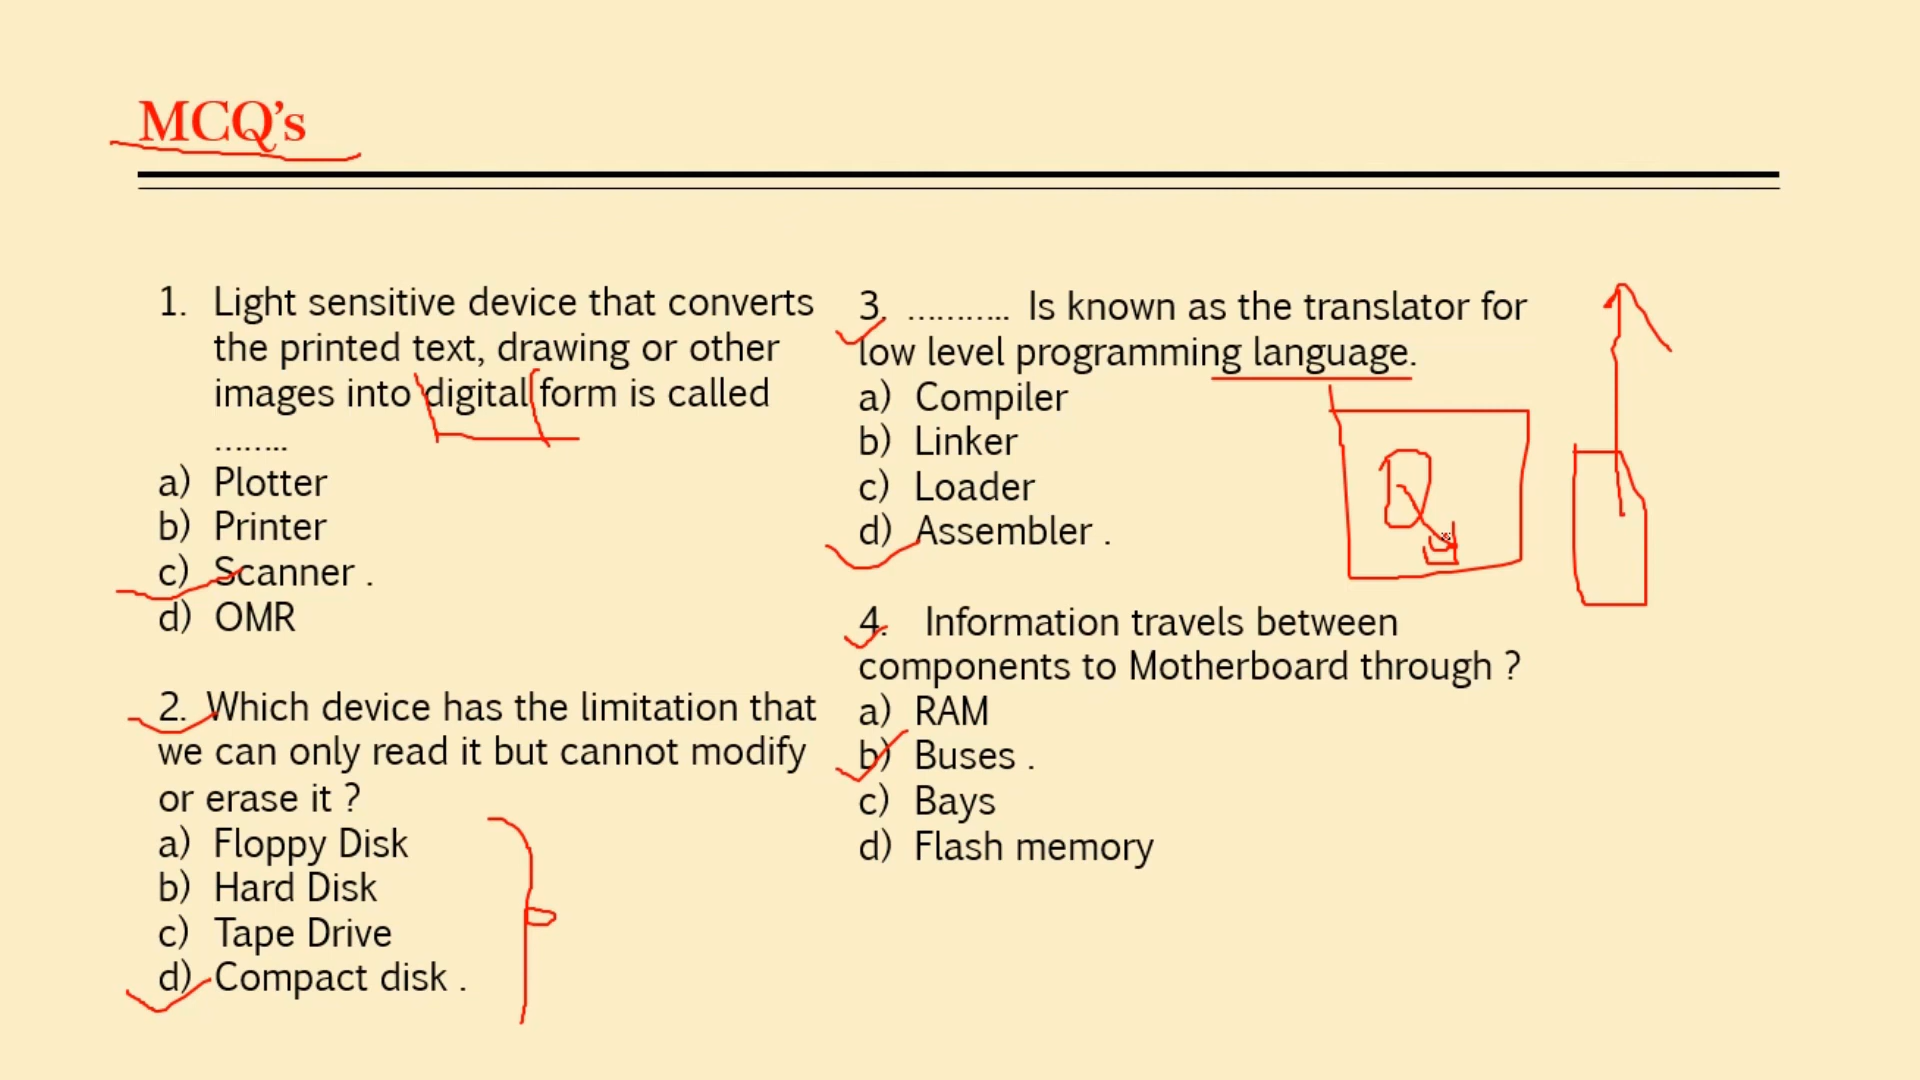 MCQ's
1. Light sensitive device that converts
the printed text, drawing or other
images into digital form is called
........
a) Plotter
b) Printer
c) Scanner .
d) OMR
2. Which device has the limitation that
we can only read it but cannot modify
or erase it ?
a) Floppy Disk
b) Hard Disk
c) Tape Drive
d) Compact disk .
3. ........... Is known as the translator for
low level programming language.
a) Compiler
b) Linker
c) Loader
d) Assembler .
4. Information travels between
components to Motherboard through ?
a) RAM
b) Buses .
c) Bays
d) Flash memory